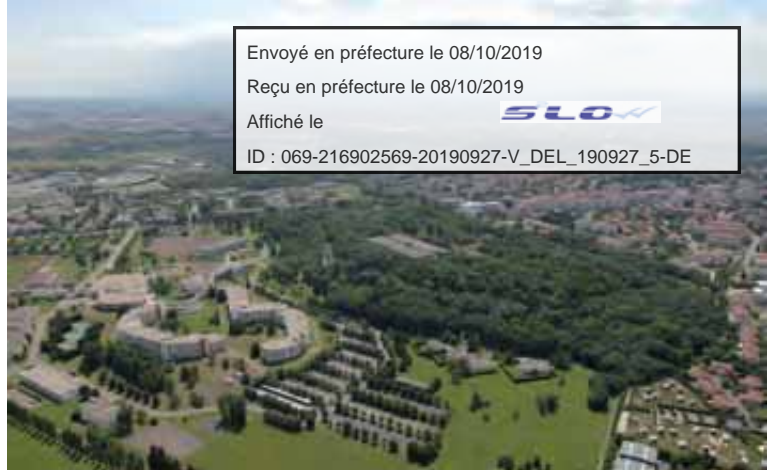 Envoyé en préfecture le 08/10/2019
Reçu en préfecture le 08/10/2019
Affiché le SLOW
ID : 069-216902569-20190927-V_DEL_190927_5-DE